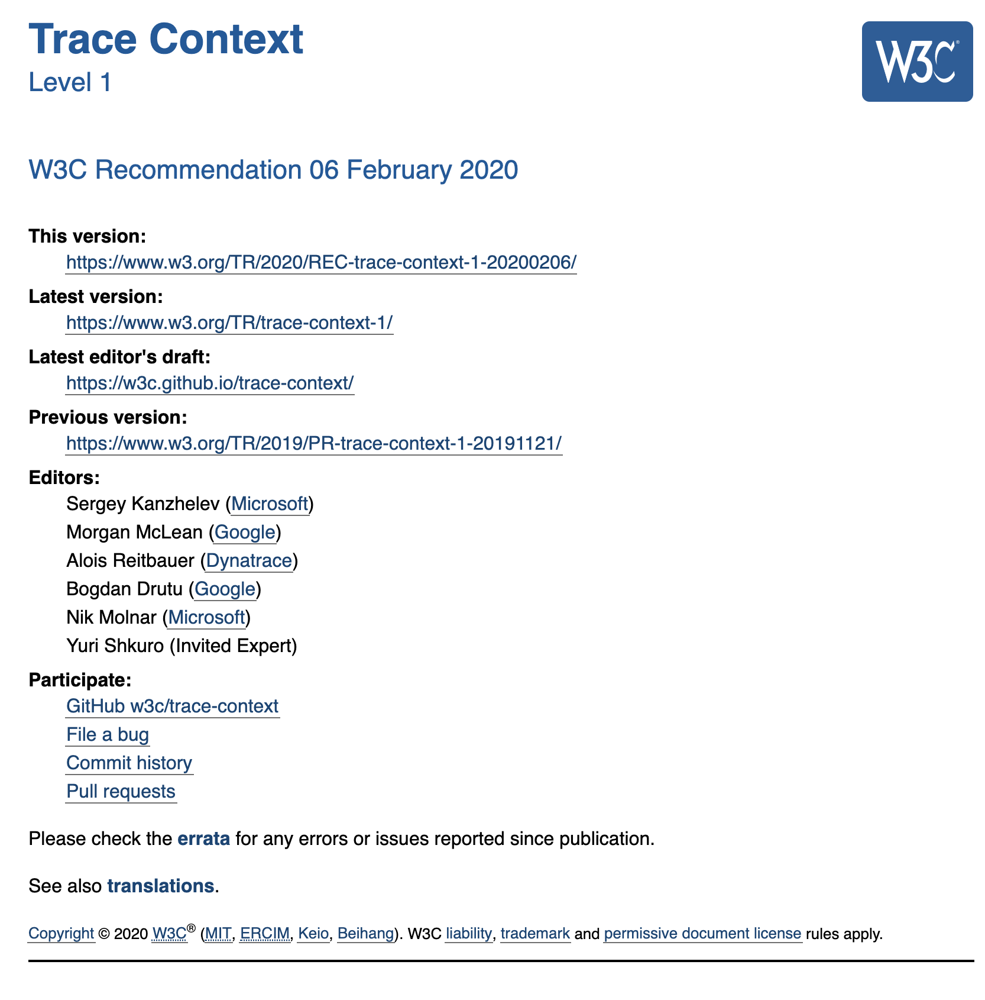 Trace Context
W3C®
Level 1
W3C Recommendation 06 February 2020
This version:
https://www.w3.org/TR/2020/REC-trace-context-1-20200206/
Latest version:
https://www.w3.org/TR/trace-context-1/
Latest editor's draft:
https://w3c.github.io/trace-context/
Previous version:
https://www.w3.org/TR/2019/PR-trace-context-1-20191121/
Editors:
Sergey Kanzhelev (Microsoft)
Morgan McLean (Google)
Alois Reitbauer (Dynatrace)
Bogdan Drutu (Google)
Nik Molnar (Microsoft)
Yuri Shkuro (Invited Expert)
Participate:
GitHub w3c/trace-context
File a bug
Commit history
Pull requests
Please check the errata for any errors or issues reported since publication.
See also translations.
Copyright © 2020 W3C® (MIT, ERCIM, Keio, Beihang). W3C liability, trademark and permissive document license rules apply.